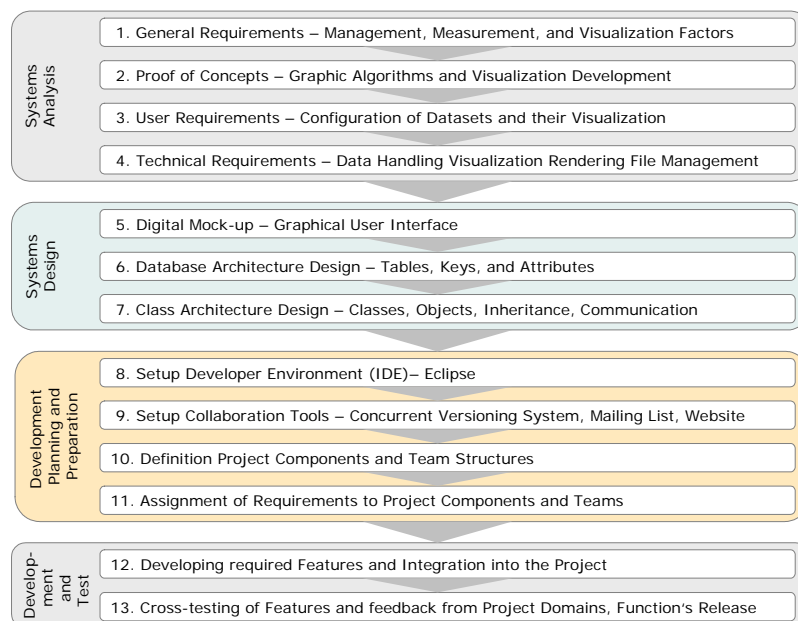 Systems
Analysis
1. General Requirements – Management, Measurement, and Visualization Factors
2. Proof of Concepts – Graphic Algorithms and Visualization Development
3. User Requirements – Configuration of Datasets and their Visualization
4. Technical Requirements – Data Handling Visualization Rendering File Management
Systems
Design
5. Digital Mock-up – Graphical User Interface
6. Database Architecture Design – Tables, Keys, and Attributes
7. Class Architecture Design – Classes, Objects, Inheritance, Communication
Development
Planning and
Preparation
8. Setup Developer Environment (IDE)– Eclipse
9. Setup Collaboration Tools – Concurrent Versioning System, Mailing List, Website
10. Definition Project Components and Team Structures
11. Assignment of Requirements to Project Components and Teams
Develop-
ment
and
Test
12. Developing required Features and Integration into the Project
13. Cross-testing of Features and feedback from Project Domains, Function's Release